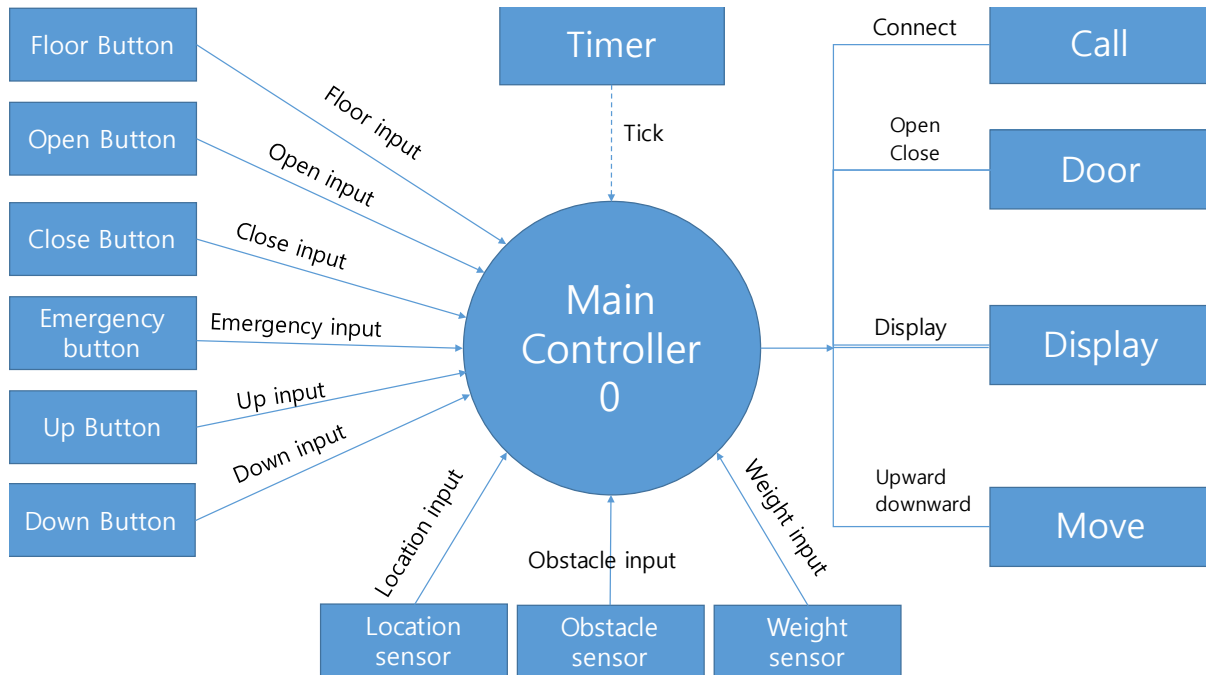 Floor Button
Open Button
Close Button
Emergency
button
Up Button
Down Button
Floor input
Open input
Close input
Emergency input
Up input
Down input
Timer
Tick
Main
Controller
0
Location input
Obstacle input
Weight input
Location
sensor
Obstacle
sensor
Weight
sensor
Connect
Call
Open
Close
Door
Display
Display
Upward
downward
Move